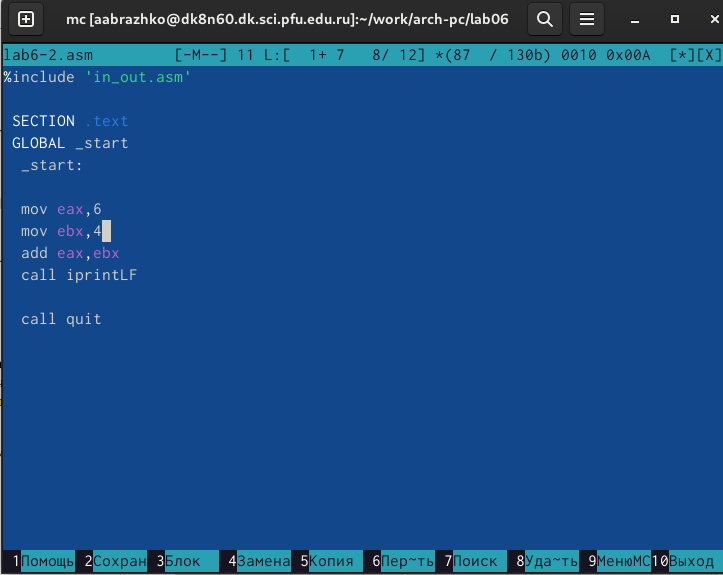 mc [aabrazhko@dk8n60.dk.sci.pfu.edu.ru]:~/work/arch-pc/lab06
lab6-2.asm [-M--] 11 L:[ 1+ 7 8/ 12] *(87 / 130b) 0010 0x00A [*][X]
%include 'in_out.asm'
SECTION .text
GLOBAL _start
_start:
mov eax,6
mov ebx,4
add eax,ebx
call iprintLF
call quit
1Помощь 2Сохран 3Блок 4Замена 5Копия 6Пер~ть 7Поиск 8Уда~ть 9МенюMC 10Выход